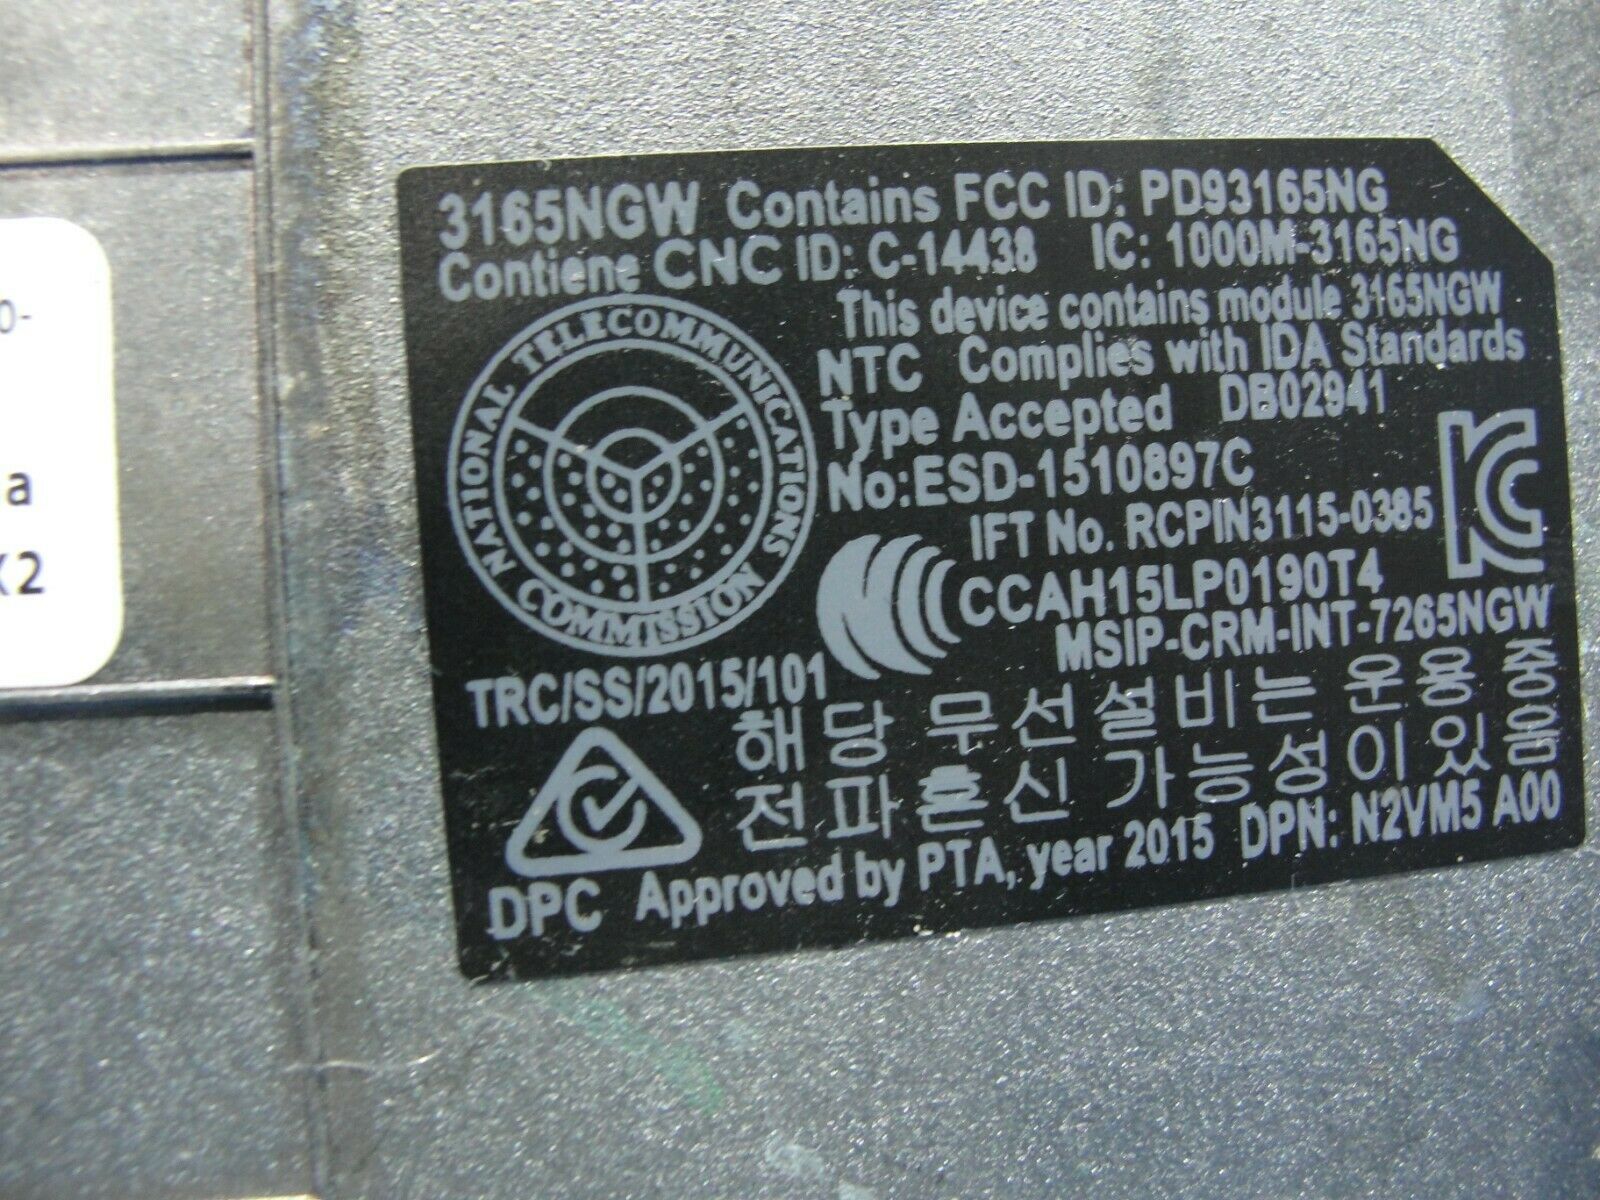 3165NGW Contains FCC ID: PD93165NG
Contiene CNC ID: C-14438 IC: 1000M-3165NG
This device contains module 3165NGW
NTC Complies with IDA Standards
Type Accepted DB02941
No:ESD-1510897C
IFT No. RCPIN3115-0385
CCAH15LP0190T4
MSIP-CRM-INT-7265NGW
NATIONAL TELECOMMUNICATIONS COMMISSION
TRC/SS/2015/101
해당 무선설비는 운용중
전파혼신 가능성이 있음
DPC Approved by PTA, year 2015 DPN: N2VM5 A00
0-
a
X2